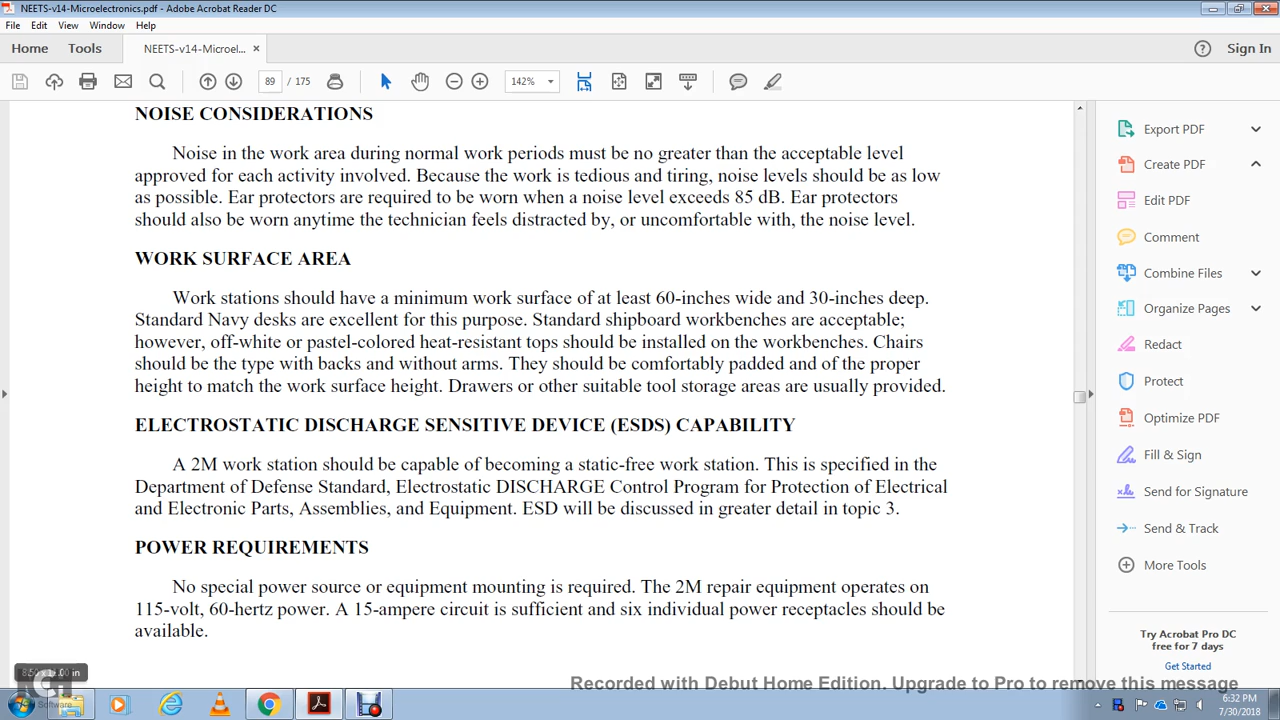 NEETS-v14-Microelectronics.pdf - Adobe Acrobat Reader DC
File Edit View Window Help
Home Tools NEETS-v14-Microel... × Sign In
89 / 175 142%
NOISE CONSIDERATIONS
Noise in the work area during normal work periods must be no greater than the acceptable level
approved for each activity involved. Because the work is tedious and tiring, noise levels should be as low
as possible. Ear protectors are required to be worn when a noise level exceeds 85 dB. Ear protectors
should also be worn anytime the technician feels distracted by, or uncomfortable with, the noise level.
WORK SURFACE AREA
Work stations should have a minimum work surface of at least 60-inches wide and 30-inches deep.
Standard Navy desks are excellent for this purpose. Standard shipboard workbenches are acceptable;
however, off-white or pastel-colored heat-resistant tops should be installed on the workbenches. Chairs
should be the type with backs and without arms. They should be comfortably padded and of the proper
height to match the work surface height. Drawers or other suitable tool storage areas are usually provided.
ELECTROSTATIC DISCHARGE SENSITIVE DEVICE (ESDS) CAPABILITY
A 2M work station should be capable of becoming a static-free work station. This is specified in the
Department of Defense Standard, Electrostatic DISCHARGE Control Program for Protection of Electrical
and Electronic Parts, Assemblies, and Equipment. ESD will be discussed in greater detail in topic 3.
POWER REQUIREMENTS
No special power source or equipment mounting is required. The 2M repair equipment operates on
115-volt, 60-hertz power. A 15-ampere circuit is sufficient and six individual power receptacles should be
available.
Export PDF
Create PDF
Edit PDF
Comment
Combine Files
Organize Pages
Redact
Protect
Optimize PDF
Fill & Sign
Send for Signature
Send & Track
More Tools
Try Acrobat Pro DC
free for 7 days
Get Started
8.50 x 11.00 in
Software
Recorded with Debut Home Edition. Upgrade to Pro to remove this message
6:32 PM
7/30/2018